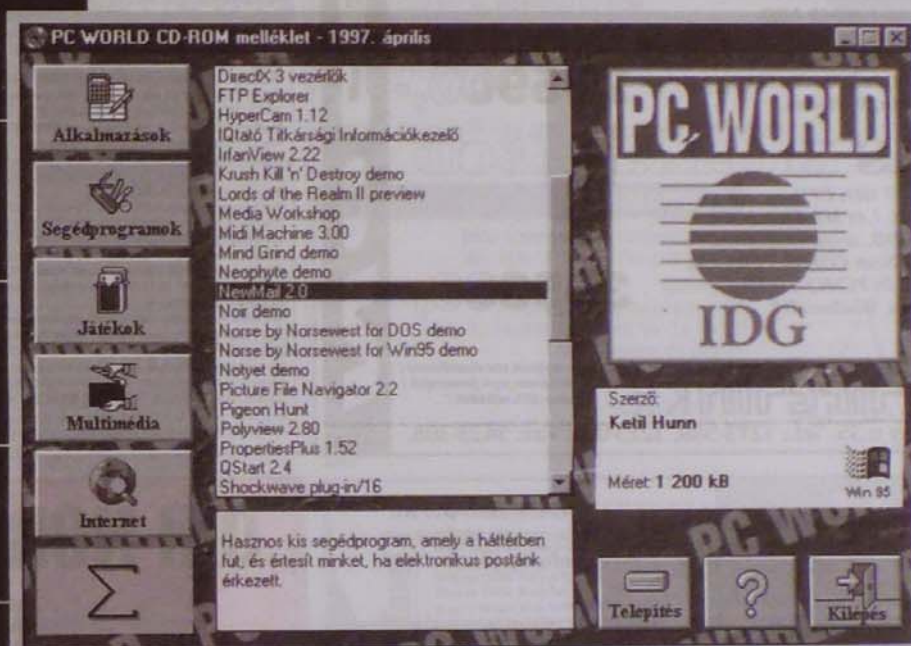 PC WORLD CD-ROM melléklet - 1997. április
Alkalmazások
Segédprogramok
Játékok
Multimédia
Internet
Σ
DirectX 3 vezérlők
FTP Explorer
HyperCam 1.12
IQtató Titkársági Információkezelő
IrfanView 2.22
Krush Kill 'n' Destroy demo
Lords of the Realm II preview
Media Workshop
Midi Machine 3.00
Mind Grind demo
Neophyte demo
NewMail 2.0
Noir demo
Norse by Norsewest for DOS demo
Norse by Norsewest for Win95 demo
Notyet demo
Picture File Navigator 2.2
Pigeon Hunt
Polyview 2.80
PropertiesPlus 1.52
QStart 2.4
Shockwave plug-in/16
Hasznos kis segédprogram, amely a háttérben
fut, és értesít minket, ha elektronikus postánk
érkezett.
PC WORLD
IDG
Szerző:
Ketil Hunn
Méret: 1 200 kB
Win 95
Telepítés
?
Kilépés